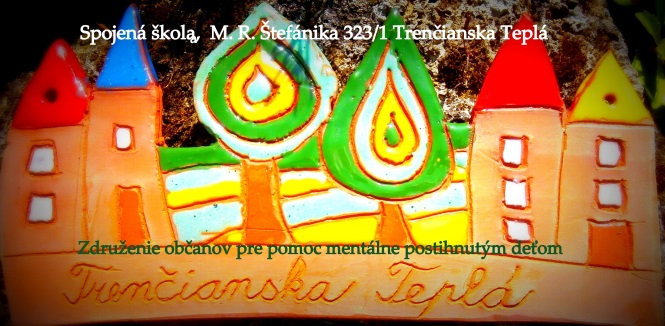 Spojená škola,  M. R. Štefánika 323/1 Trenčianska Teplá
Združenie občanov pre pomoc mentálne postihnutým deťom
Trenčianska Teplá